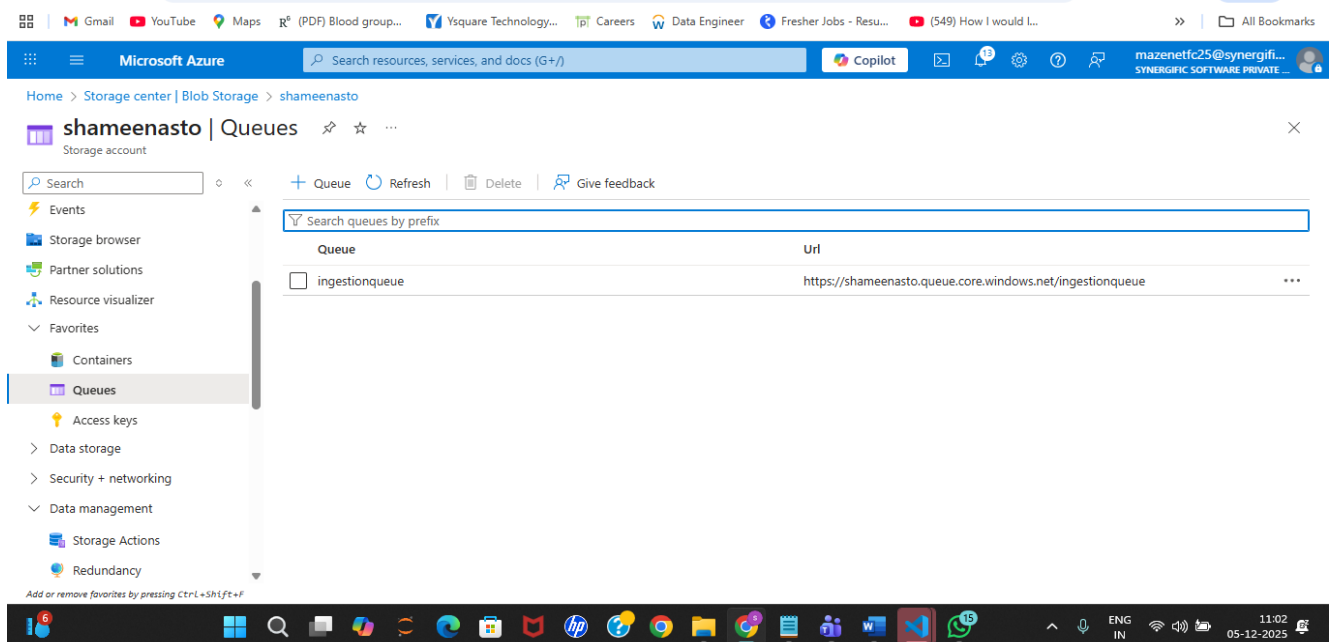 Gmail YouTube Maps R⁶ (PDF) Blood group... Ysquare Technology... Careers Data Engineer Fresher Jobs - Resu... (549) How I would l... » All Bookmarks
Microsoft Azure Search resources, services, and docs (G+/) Copilot 13 mazenetfc25@synergifi...
SYNERGIFIC SOFTWARE PRIVATE ...
Home > Storage center | Blob Storage > shameenasto
shameenasto | Queues ...
Storage account
Search « + Queue Refresh Delete Give feedback
Events
Search queues by prefix
Storage browser
Queue Url
Partner solutions
ingestionqueue https://shameenasto.queue.core.windows.net/ingestionqueue ...
Resource visualizer
Favorites
Containers
Queues
Access keys
Data storage
Security + networking
Data management
Storage Actions
Redundancy
Add or remove favorites by pressing Ctrl+Shift+F
6 hp W 15 ENG 11:02
IN 05-12-2025